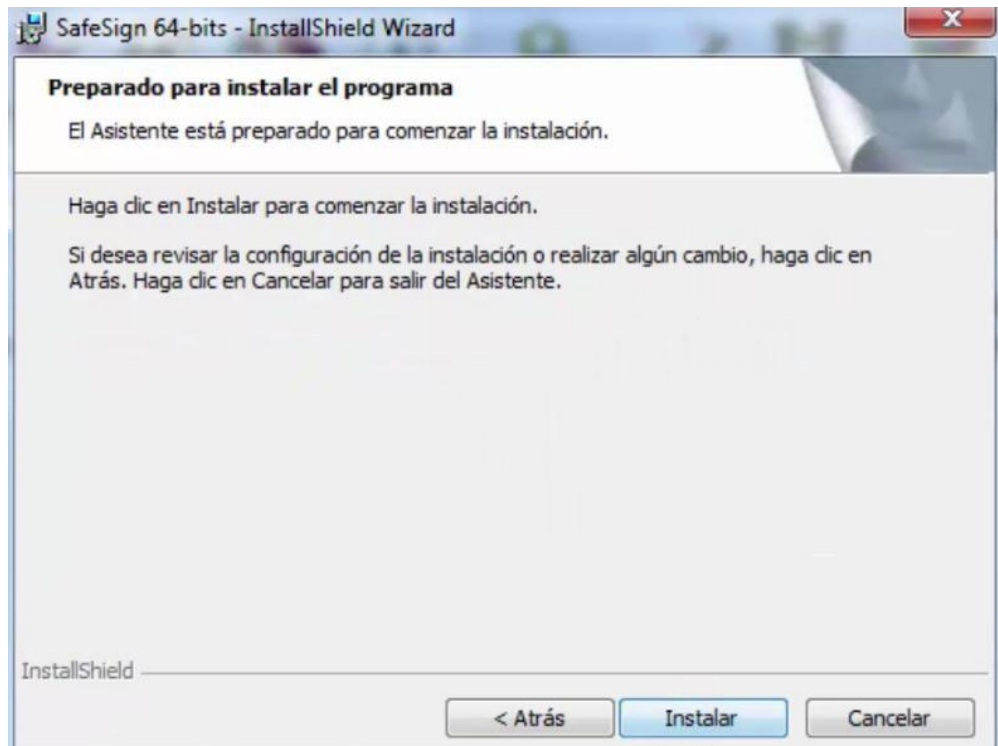 SafeSign 64-bits - InstallShield Wizard
Preparado para instalar el programa
El Asistente está preparado para comenzar la instalación.
Haga clic en Instalar para comenzar la instalación.
Si desea revisar la configuración de la instalación o realizar algún cambio, haga clic en
Atrás. Haga clic en Cancelar para salir del Asistente.
InstallShield
< Atrás
Instalar
Cancelar